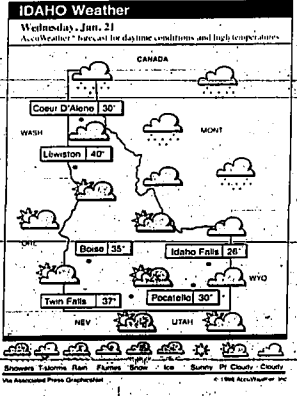 IDAHO Weather
Wednesday, Jan. 21
AccuWeather® forecast for daytime conditions and high temperatures
CANADA
Coeur D'Alene 30°
WASH
MONT
Lewiston 40°
ORE
Boise 35°
Idaho Falls 26°
WYO
Twin Falls 37°
Pocatello 30°
NEV
UTAH
Showers T-storms Rain Flurries Snow Ice Sunny Pt Cloudy Cloudy
Via Associated Press GraphicsNet
© 1998 AccuWeather, Inc